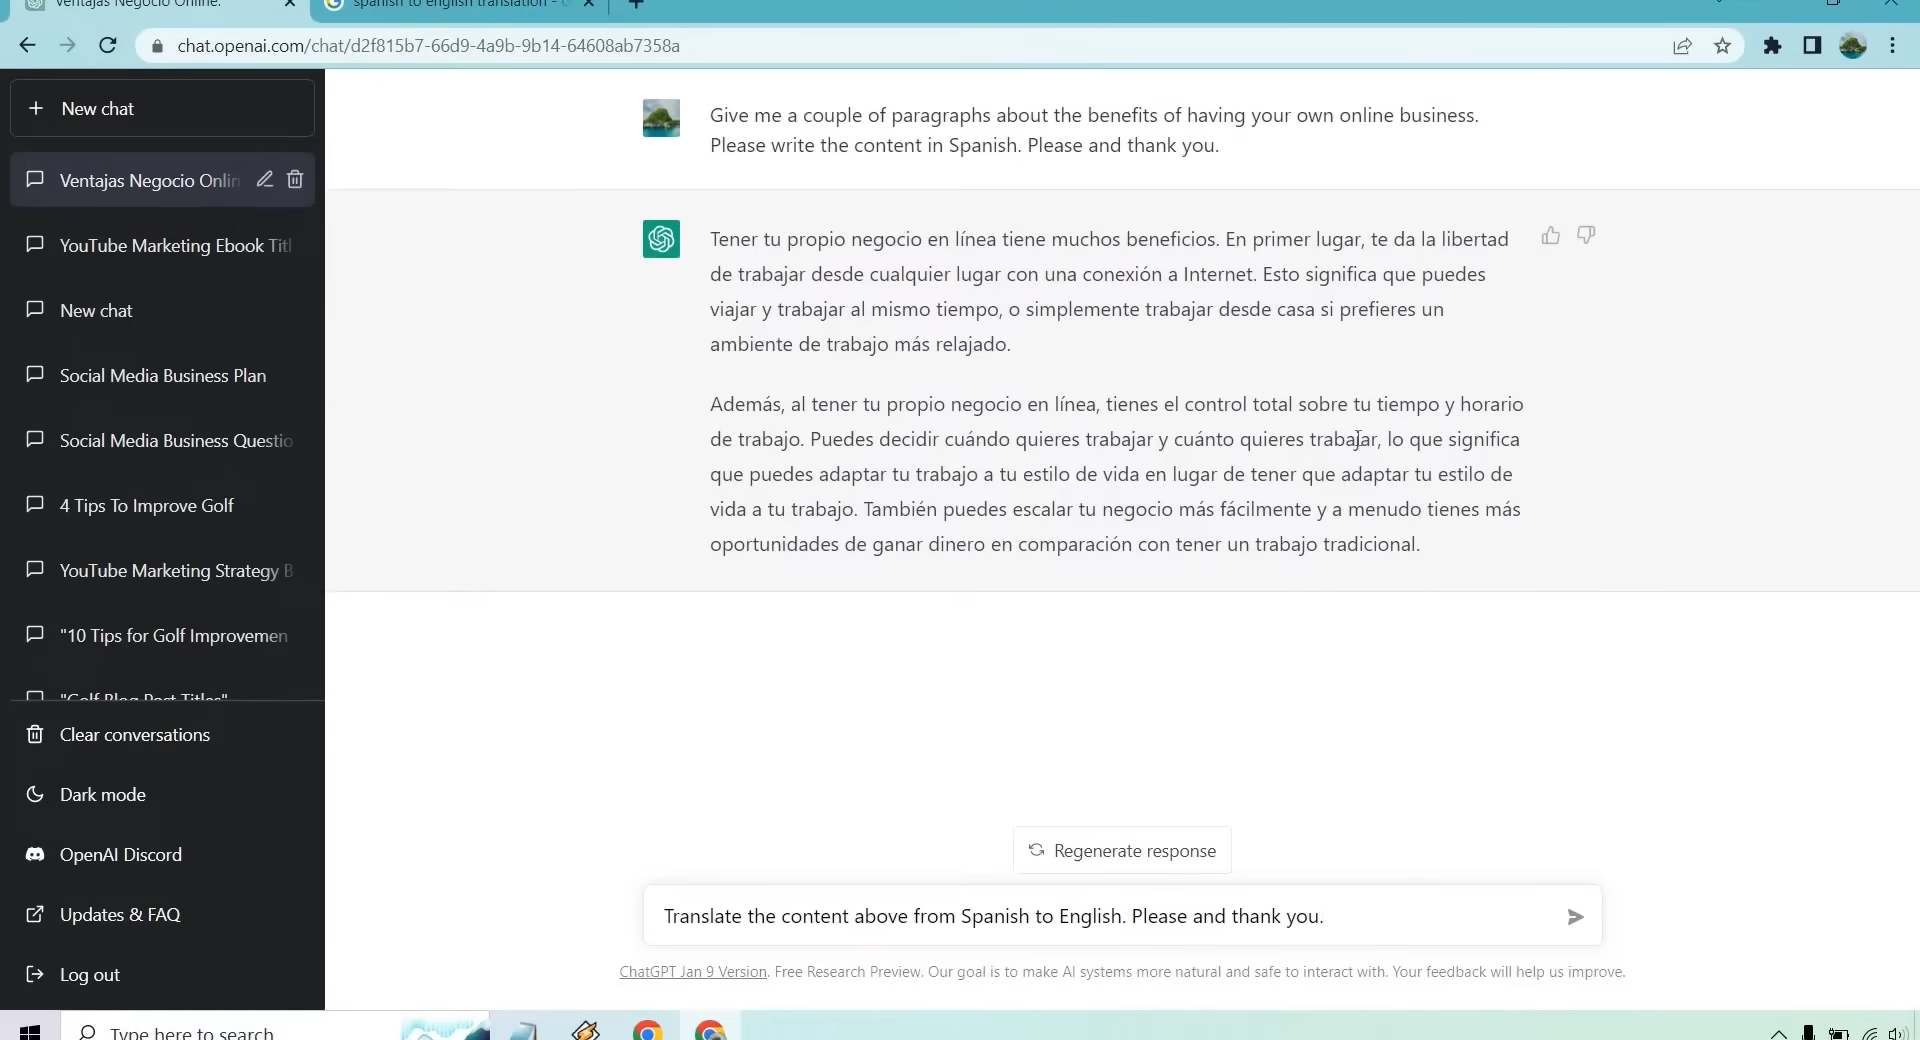 Ventajas Negocio Online.
spanish to english translation -
chat.openai.com/chat/d2f815b7-66d9-4a9b-9b14-64608ab7358a
New chat
Ventajas Negocio Onlin
YouTube Marketing Ebook Titl
New chat
Social Media Business Plan
Social Media Business Questio
4 Tips To Improve Golf
YouTube Marketing Strategy B
"10 Tips for Golf Improvemen
"Golf Blog Post Titles"
Clear conversations
Dark mode
OpenAI Discord
Updates & FAQ
Log out
Give me a couple of paragraphs about the benefits of having your own online business.
Please write the content in Spanish. Please and thank you.
Tener tu propio negocio en línea tiene muchos beneficios. En primer lugar, te da la libertad
de trabajar desde cualquier lugar con una conexión a Internet. Esto significa que puedes
viajar y trabajar al mismo tiempo, o simplemente trabajar desde casa si prefieres un
ambiente de trabajo más relajado.
Además, al tener tu propio negocio en línea, tienes el control total sobre tu tiempo y horario
de trabajo. Puedes decidir cuándo quieres trabajar y cuánto quieres trabajar, lo que significa
que puedes adaptar tu trabajo a tu estilo de vida en lugar de tener que adaptar tu estilo de
vida a tu trabajo. También puedes escalar tu negocio más fácilmente y a menudo tienes más
oportunidades de ganar dinero en comparación con tener un trabajo tradicional.
Regenerate response
Translate the content above from Spanish to English. Please and thank you.
ChatGPT Jan 9 Version. Free Research Preview. Our goal is to make AI systems more natural and safe to interact with. Your feedback will help us improve.
Type here to search